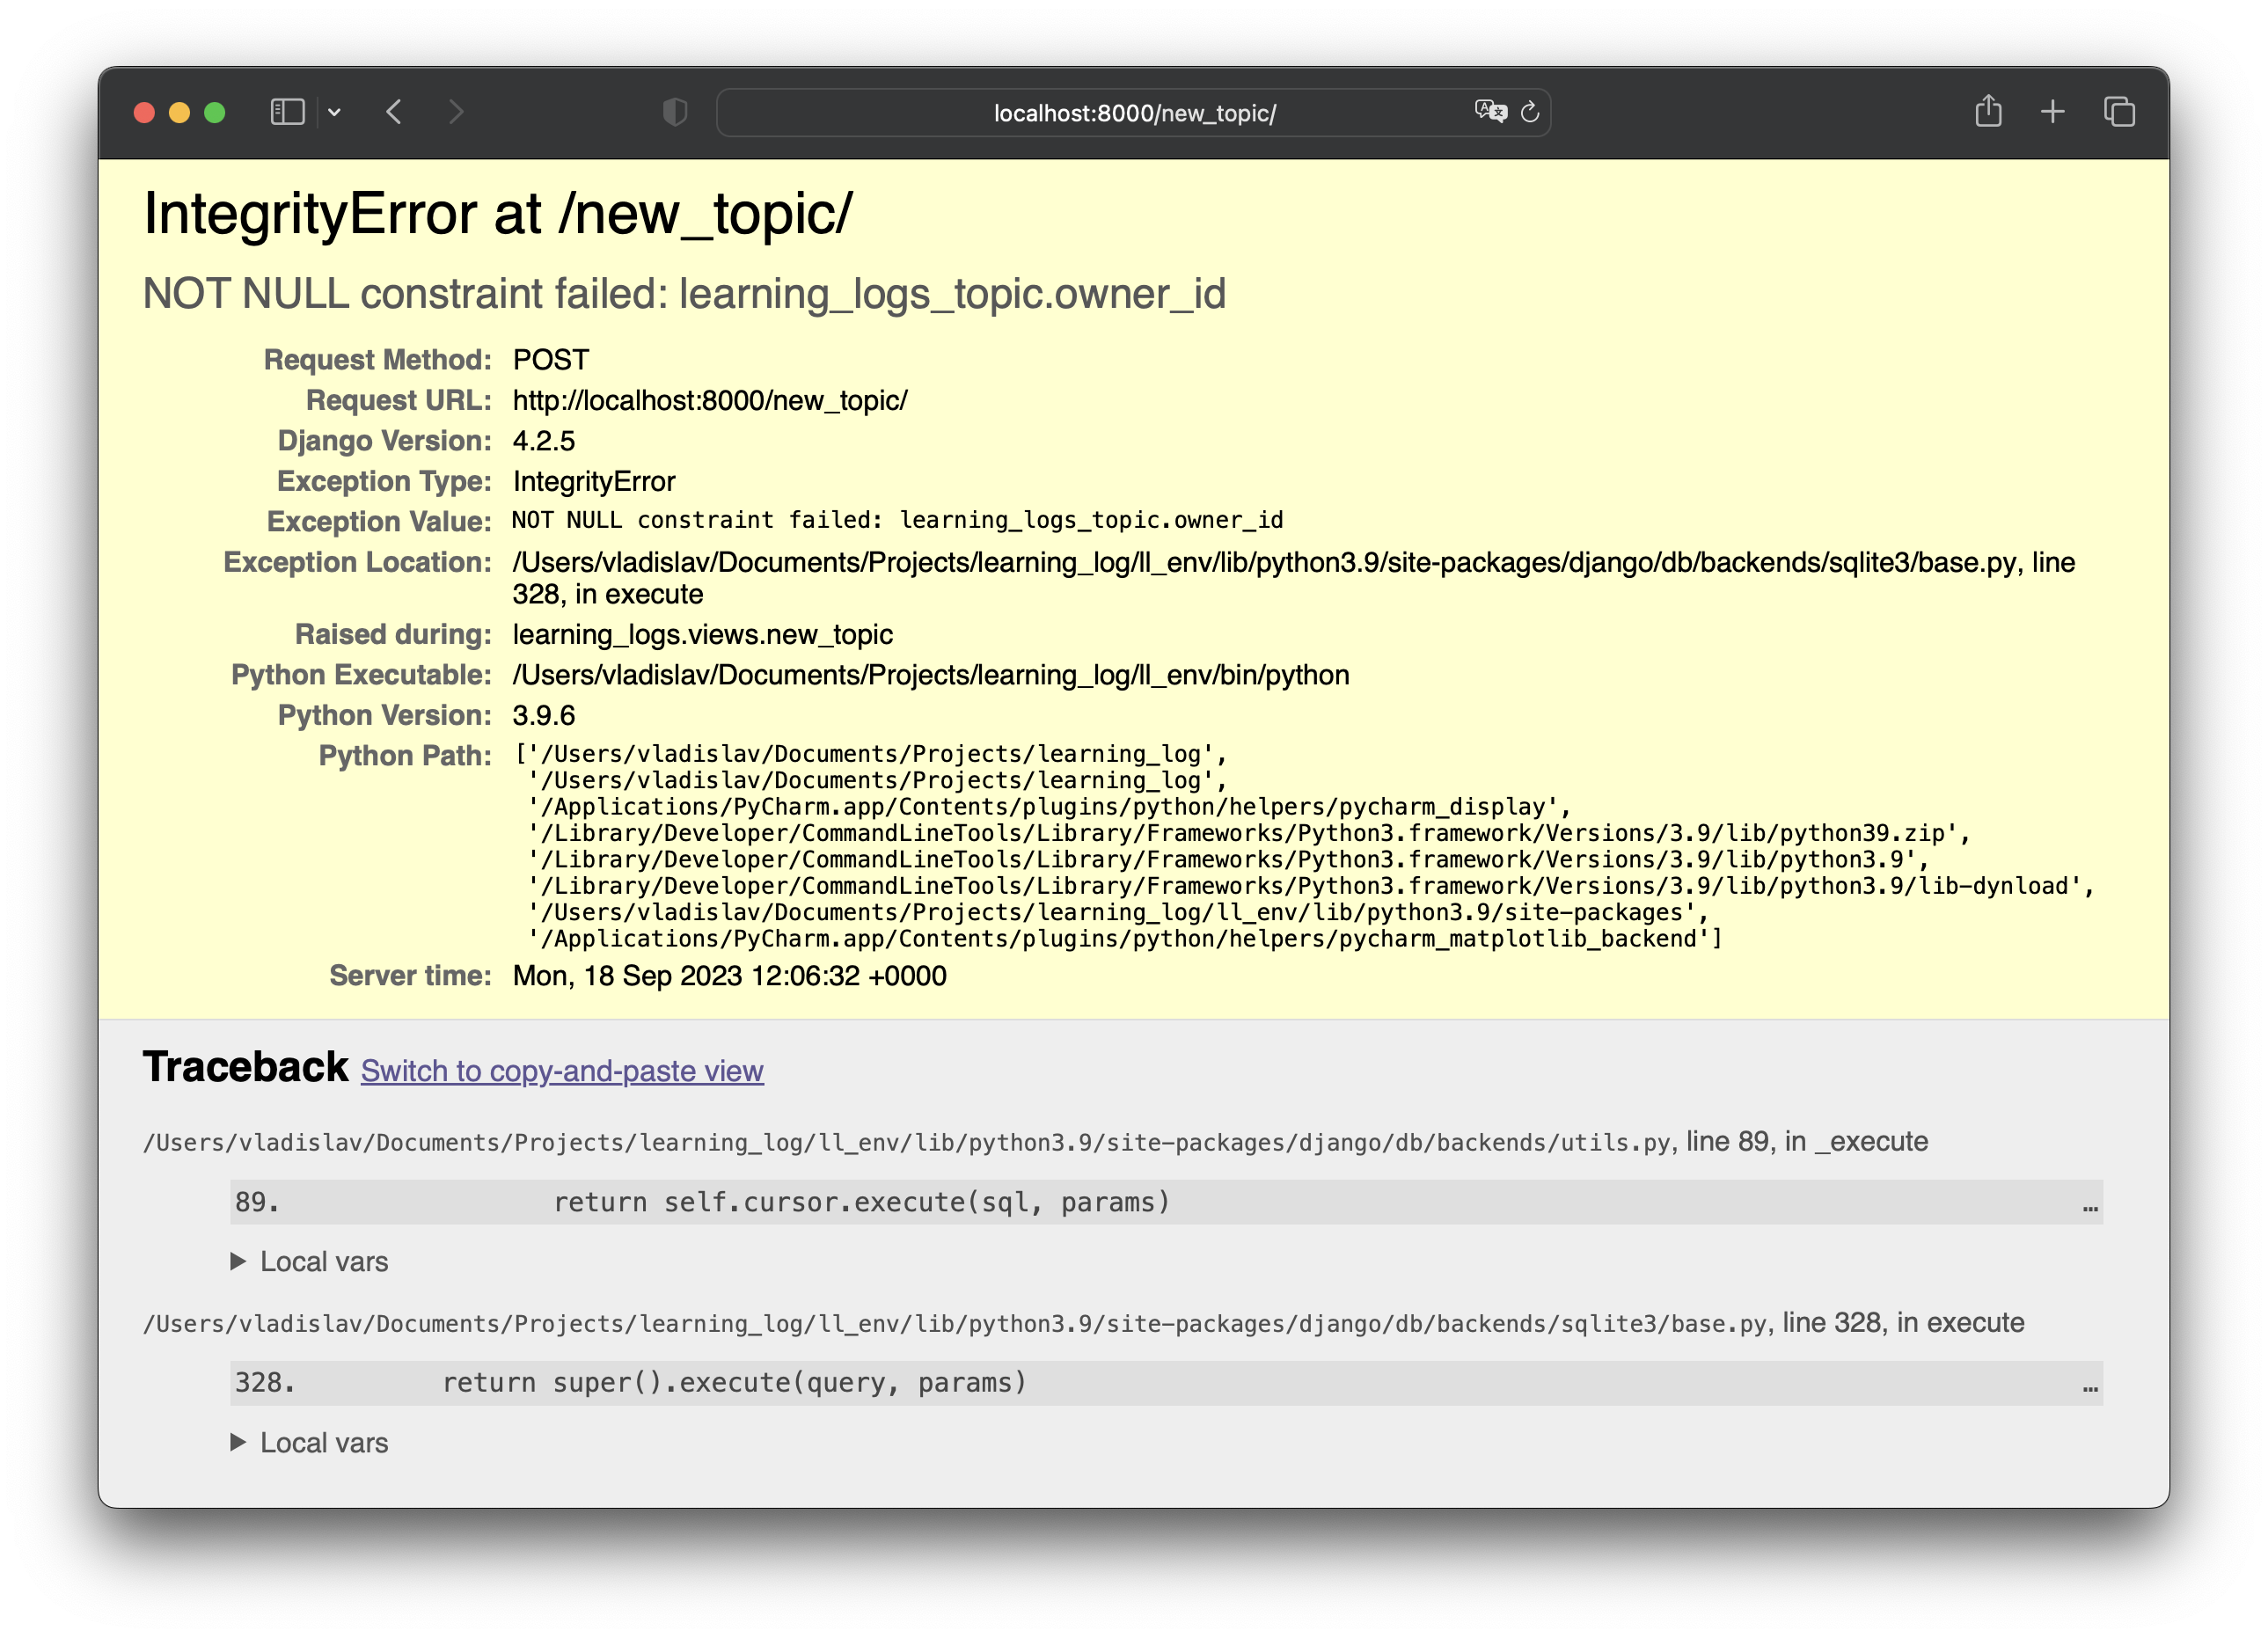 localhost:8000/new_topic/
IntegrityError at /new_topic/
NOT NULL constraint failed: learning_logs_topic.owner_id
Request Method: POST
Request URL: http://localhost:8000/new_topic/
Django Version: 4.2.5
Exception Type: IntegrityError
Exception Value: NOT NULL constraint failed: learning_logs_topic.owner_id
Exception Location: /Users/vladislav/Documents/Projects/learning_log/ll_env/lib/python3.9/site-packages/django/db/backends/sqlite3/base.py, line
328, in execute
Raised during: learning_logs.views.new_topic
Python Executable: /Users/vladislav/Documents/Projects/learning_log/ll_env/bin/python
Python Version: 3.9.6
Python Path: ['/Users/vladislav/Documents/Projects/learning_log',
'/Users/vladislav/Documents/Projects/learning_log',
'/Applications/PyCharm.app/Contents/plugins/python/helpers/pycharm_display',
'/Library/Developer/CommandLineTools/Library/Frameworks/Python3.framework/Versions/3.9/lib/python39.zip',
'/Library/Developer/CommandLineTools/Library/Frameworks/Python3.framework/Versions/3.9/lib/python3.9',
'/Library/Developer/CommandLineTools/Library/Frameworks/Python3.framework/Versions/3.9/lib/python3.9/lib-dynload',
'/Users/vladislav/Documents/Projects/learning_log/ll_env/lib/python3.9/site-packages',
'/Applications/PyCharm.app/Contents/plugins/python/helpers/pycharm_matplotlib_backend']
Server time: Mon, 18 Sep 2023 12:06:32 +0000
Traceback Switch to copy-and-paste view
/Users/vladislav/Documents/Projects/learning_log/ll_env/lib/python3.9/site-packages/django/db/backends/utils.py, line 89, in _execute
89. return self.cursor.execute(sql, params) …
Local vars
/Users/vladislav/Documents/Projects/learning_log/ll_env/lib/python3.9/site-packages/django/db/backends/sqlite3/base.py, line 328, in execute
328. return super().execute(query, params) …
Local vars